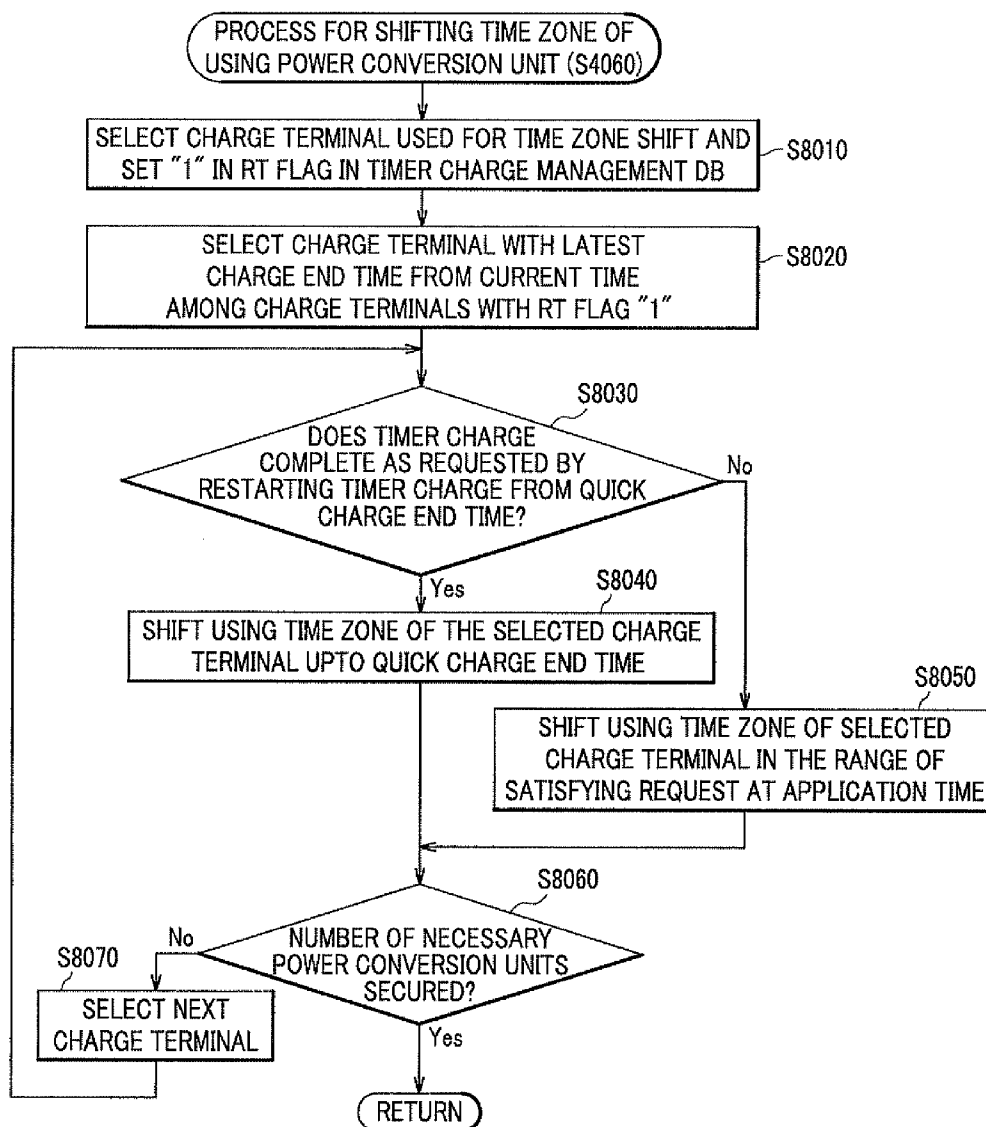 PROCESS FOR SHIFTING TIME ZONE OF
USING POWER CONVERSION UNIT (S4060)
SELECT CHARGE TERMINAL USED FOR TIME ZONE SHIFT AND
SET "1" IN RT FLAG IN TIMER CHARGE MANAGEMENT DB
S8010
SELECT CHARGE TERMINAL WITH LATEST
CHARGE END TIME FROM CURRENT TIME
AMONG CHARGE TERMINALS WITH RT FLAG "1"
S8020
S8030
DOES TIMER CHARGE
COMPLETE AS REQUESTED BY
RESTARTING TIMER CHARGE FROM QUICK
CHARGE END TIME?
No
Yes
S8040
SHIFT USING TIME ZONE OF THE SELECTED CHARGE
TERMINAL UPTO QUICK CHARGE END TIME
S8050
SHIFT USING TIME ZONE OF SELECTED
CHARGE TERMINAL IN THE RANGE OF
SATISFYING REQUEST AT APPLICATION TIME
S8060
NUMBER OF NECESSARY
POWER CONVERSION UNITS
SECURED?
No
S8070
SELECT NEXT
CHARGE TERMINAL
Yes
RETURN